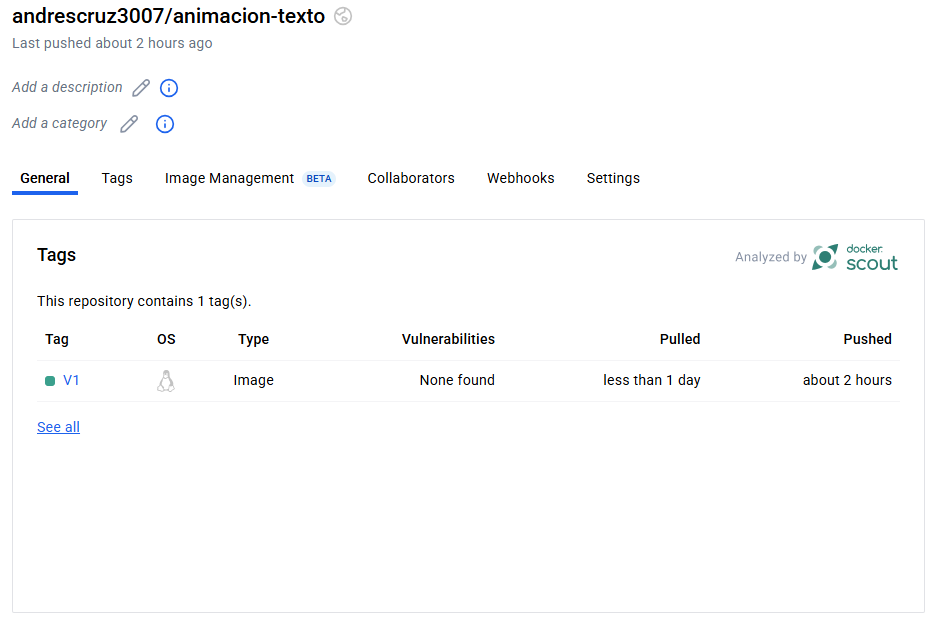 andrescruz3007/animacion-texto
Last pushed about 2 hours ago
Add a description
Add a category
General Tags Image Management BETA Collaborators Webhooks Settings
Tags Analyzed by docker scout
This repository contains 1 tag(s).
Tag OS Type Vulnerabilities Pulled Pushed
V1 Image None found less than 1 day about 2 hours
See all